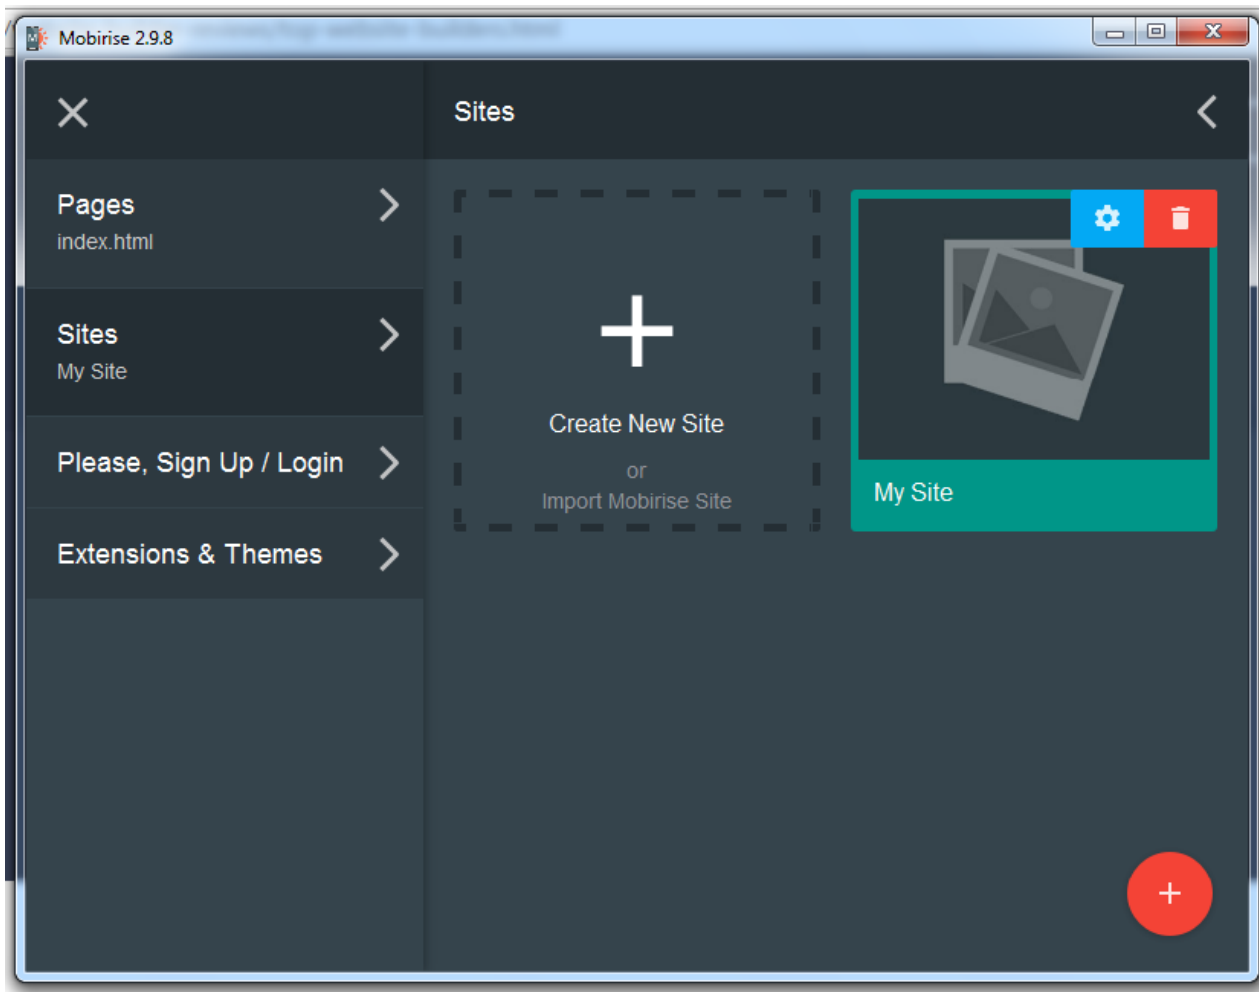 Mobirise 2.9.8
Sites
Pages
index.html
Sites
My Site
Please, Sign Up / Login
Extensions & Themes
Create New Site
or
Import Mobirise Site
My Site